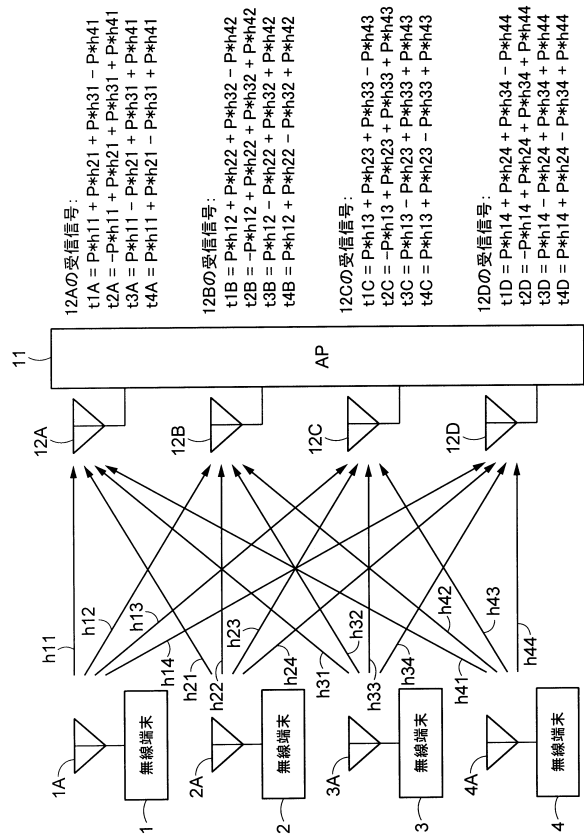 1A
無線端末
1
2A
無線端末
2
3A
無線端末
3
4A
無線端末
4
h11
h12
h13
h14
h21
h22
h23
h24
h31
h32
h33
h34
h41
h42
h43
h44
12A
12B
12C
12D
11
AP
12Aの受信信号:
t1A = P*h11 + P*h21 + P*h31 − P*h41
t2A = −P*h11 + P*h21 + P*h31 + P*h41
t3A = P*h11 − P*h21 + P*h31 + P*h41
t4A = P*h11 + P*h21 − P*h31 + P*h41
12Bの受信信号:
t1B = P*h12 + P*h22 + P*h32 − P*h42
t2B = −P*h12 + P*h22 + P*h32 + P*h42
t3B = P*h12 − P*h22 + P*h32 + P*h42
t4B = P*h12 + P*h22 − P*h32 + P*h42
12Cの受信信号:
t1C = P*h13 + P*h23 + P*h33 − P*h43
t2C = −P*h13 + P*h23 + P*h33 + P*h43
t3C = P*h13 − P*h23 + P*h33 + P*h43
t4C = P*h13 + P*h23 − P*h33 + P*h43
12Dの受信信号:
t1D = P*h14 + P*h24 + P*h34 − P*h44
t2D = −P*h14 + P*h24 + P*h34 + P*h44
t3D = P*h14 − P*h24 + P*h34 + P*h44
t4D = P*h14 + P*h24 − P*h34 + P*h44